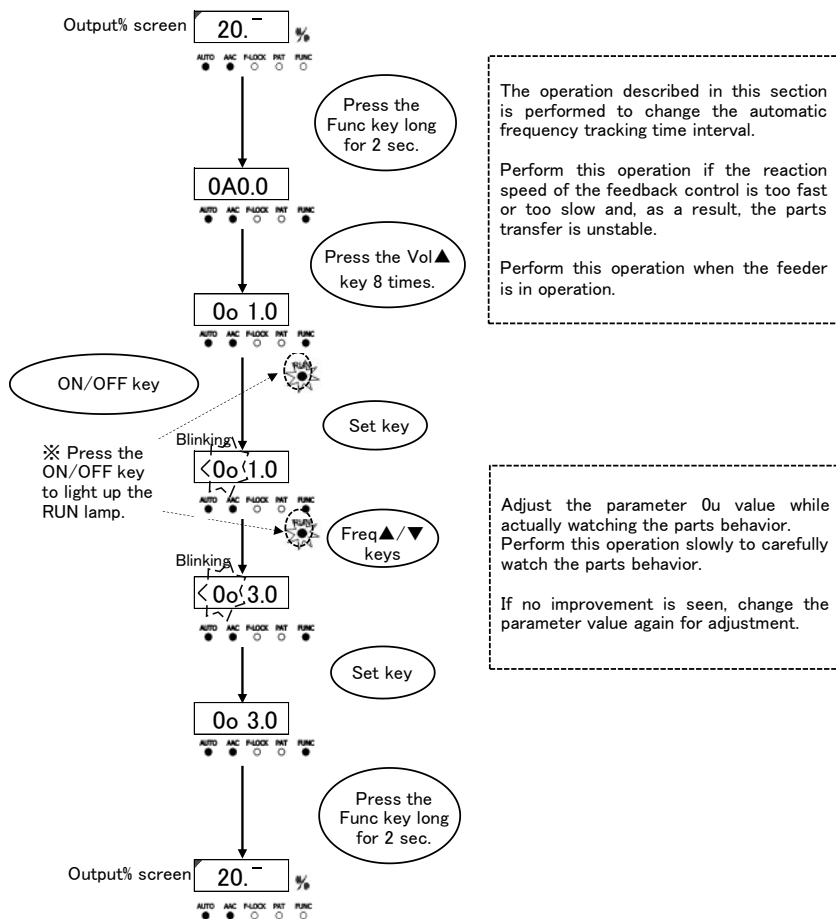 Output% screen
20.‾
%
AUTO AAC F-LOCK PAT FUNC
Press the
Func key long
for 2 sec.
0A0.0
AUTO AAC F-LOCK PAT FUNC
Press the Vol▲
key 8 times.
0o 1.0
AUTO AAC F-LOCK PAT FUNC
RUN
ON/OFF key
※ Press the
ON/OFF key
to light up the
RUN lamp.
Set key
Blinking
0o 1.0
AUTO AAC F-LOCK PAT FUNC
RUN
Freq▲/▼
keys
Blinking
0o 3.0
AUTO AAC F-LOCK PAT FUNC
Set key
0o 3.0
AUTO AAC F-LOCK PAT FUNC
Press the
Func key long
for 2 sec.
Output% screen
20.‾
%
AUTO AAC F-LOCK PAT FUNC
The operation described in this section
is performed to change the automatic
frequency tracking time interval.
Perform this operation if the reaction
speed of the feedback control is too fast
or too slow and, as a result, the parts
transfer is unstable.
Perform this operation when the feeder
is in operation.
Adjust the parameter 0u value while
actually watching the parts behavior.
Perform this operation slowly to carefully
watch the parts behavior.
If no improvement is seen, change the
parameter value again for adjustment.